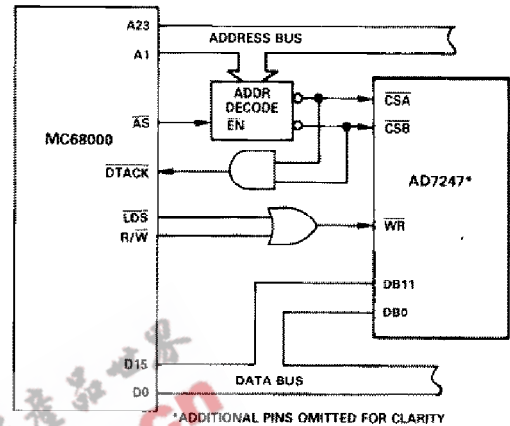 A23
ADDRESS BUS
A1
ADDR
DECODE
EN
AS
MC68000
CSA
CSB
DTACK
AD7247*
LDS
R/W
WR
DB11
DB0
D15
DATA BUS
D0
*ADDITIONAL PINS OMITTED FOR CLARITY